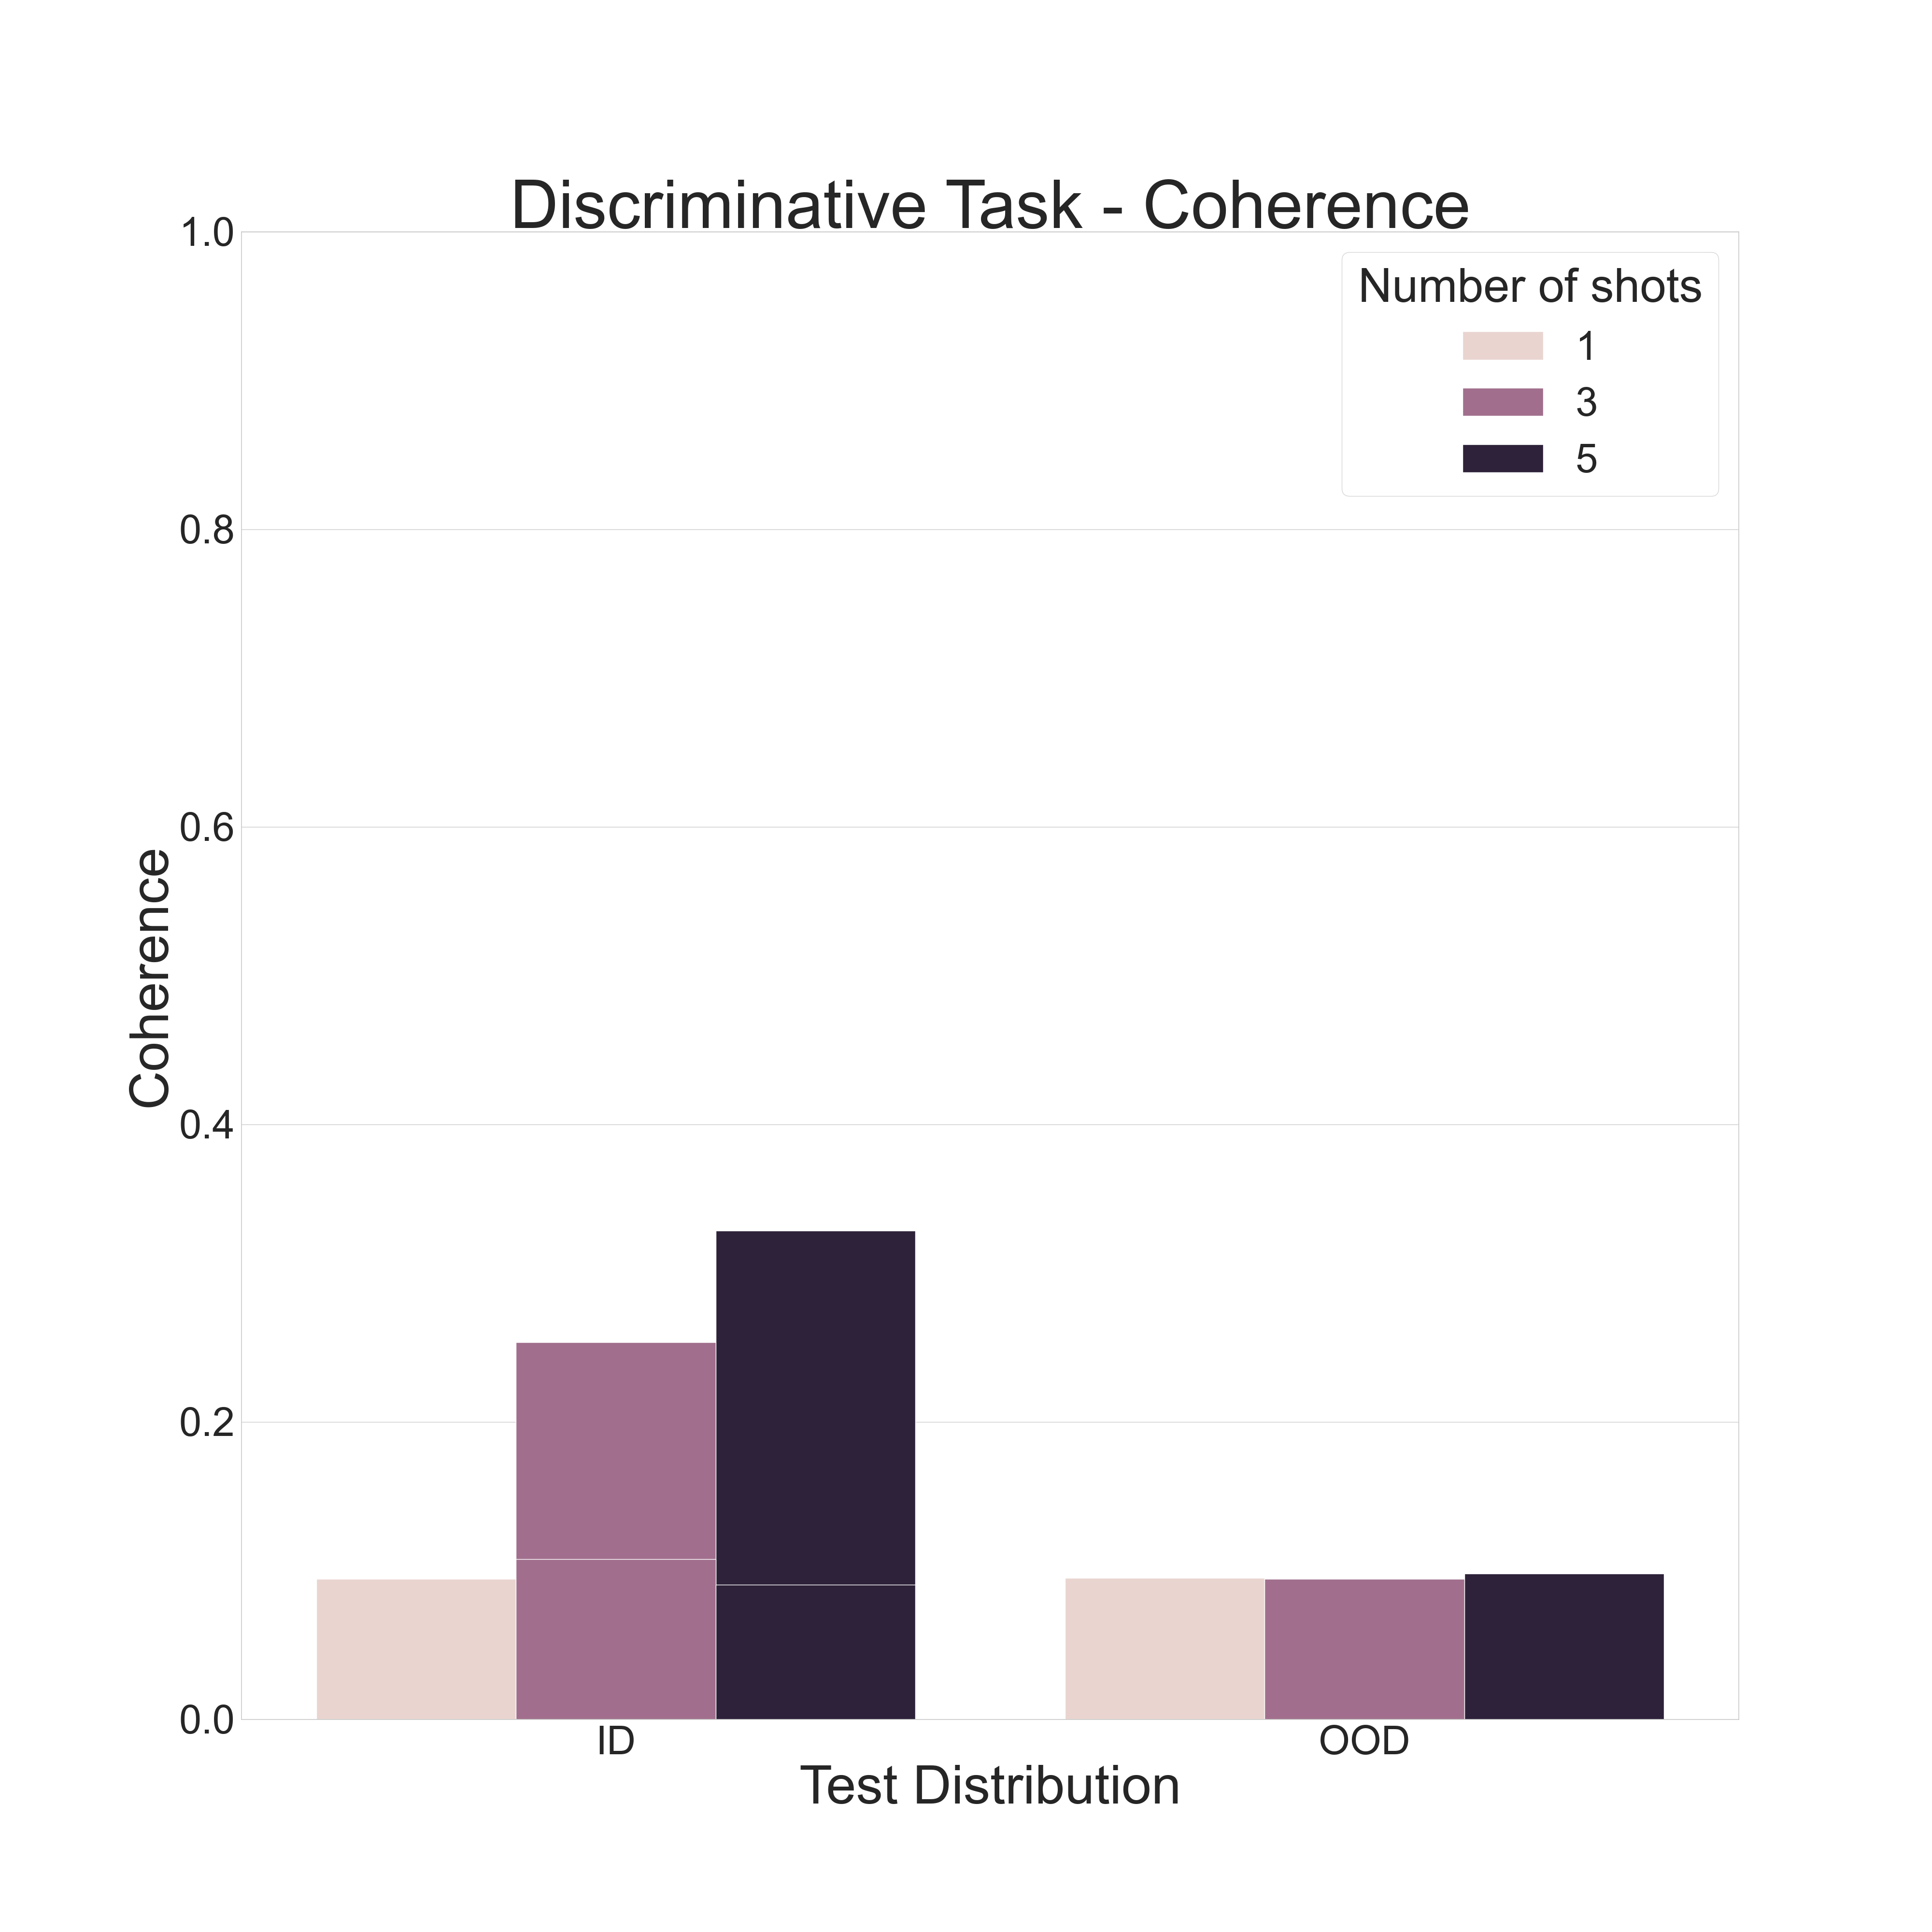 Discriminative Task - Coherence
1.0
0.8
0.6
0.4
0.2
0.0
Coherence
Number of shots
1
3
5
ID
OOD
Test Distribution